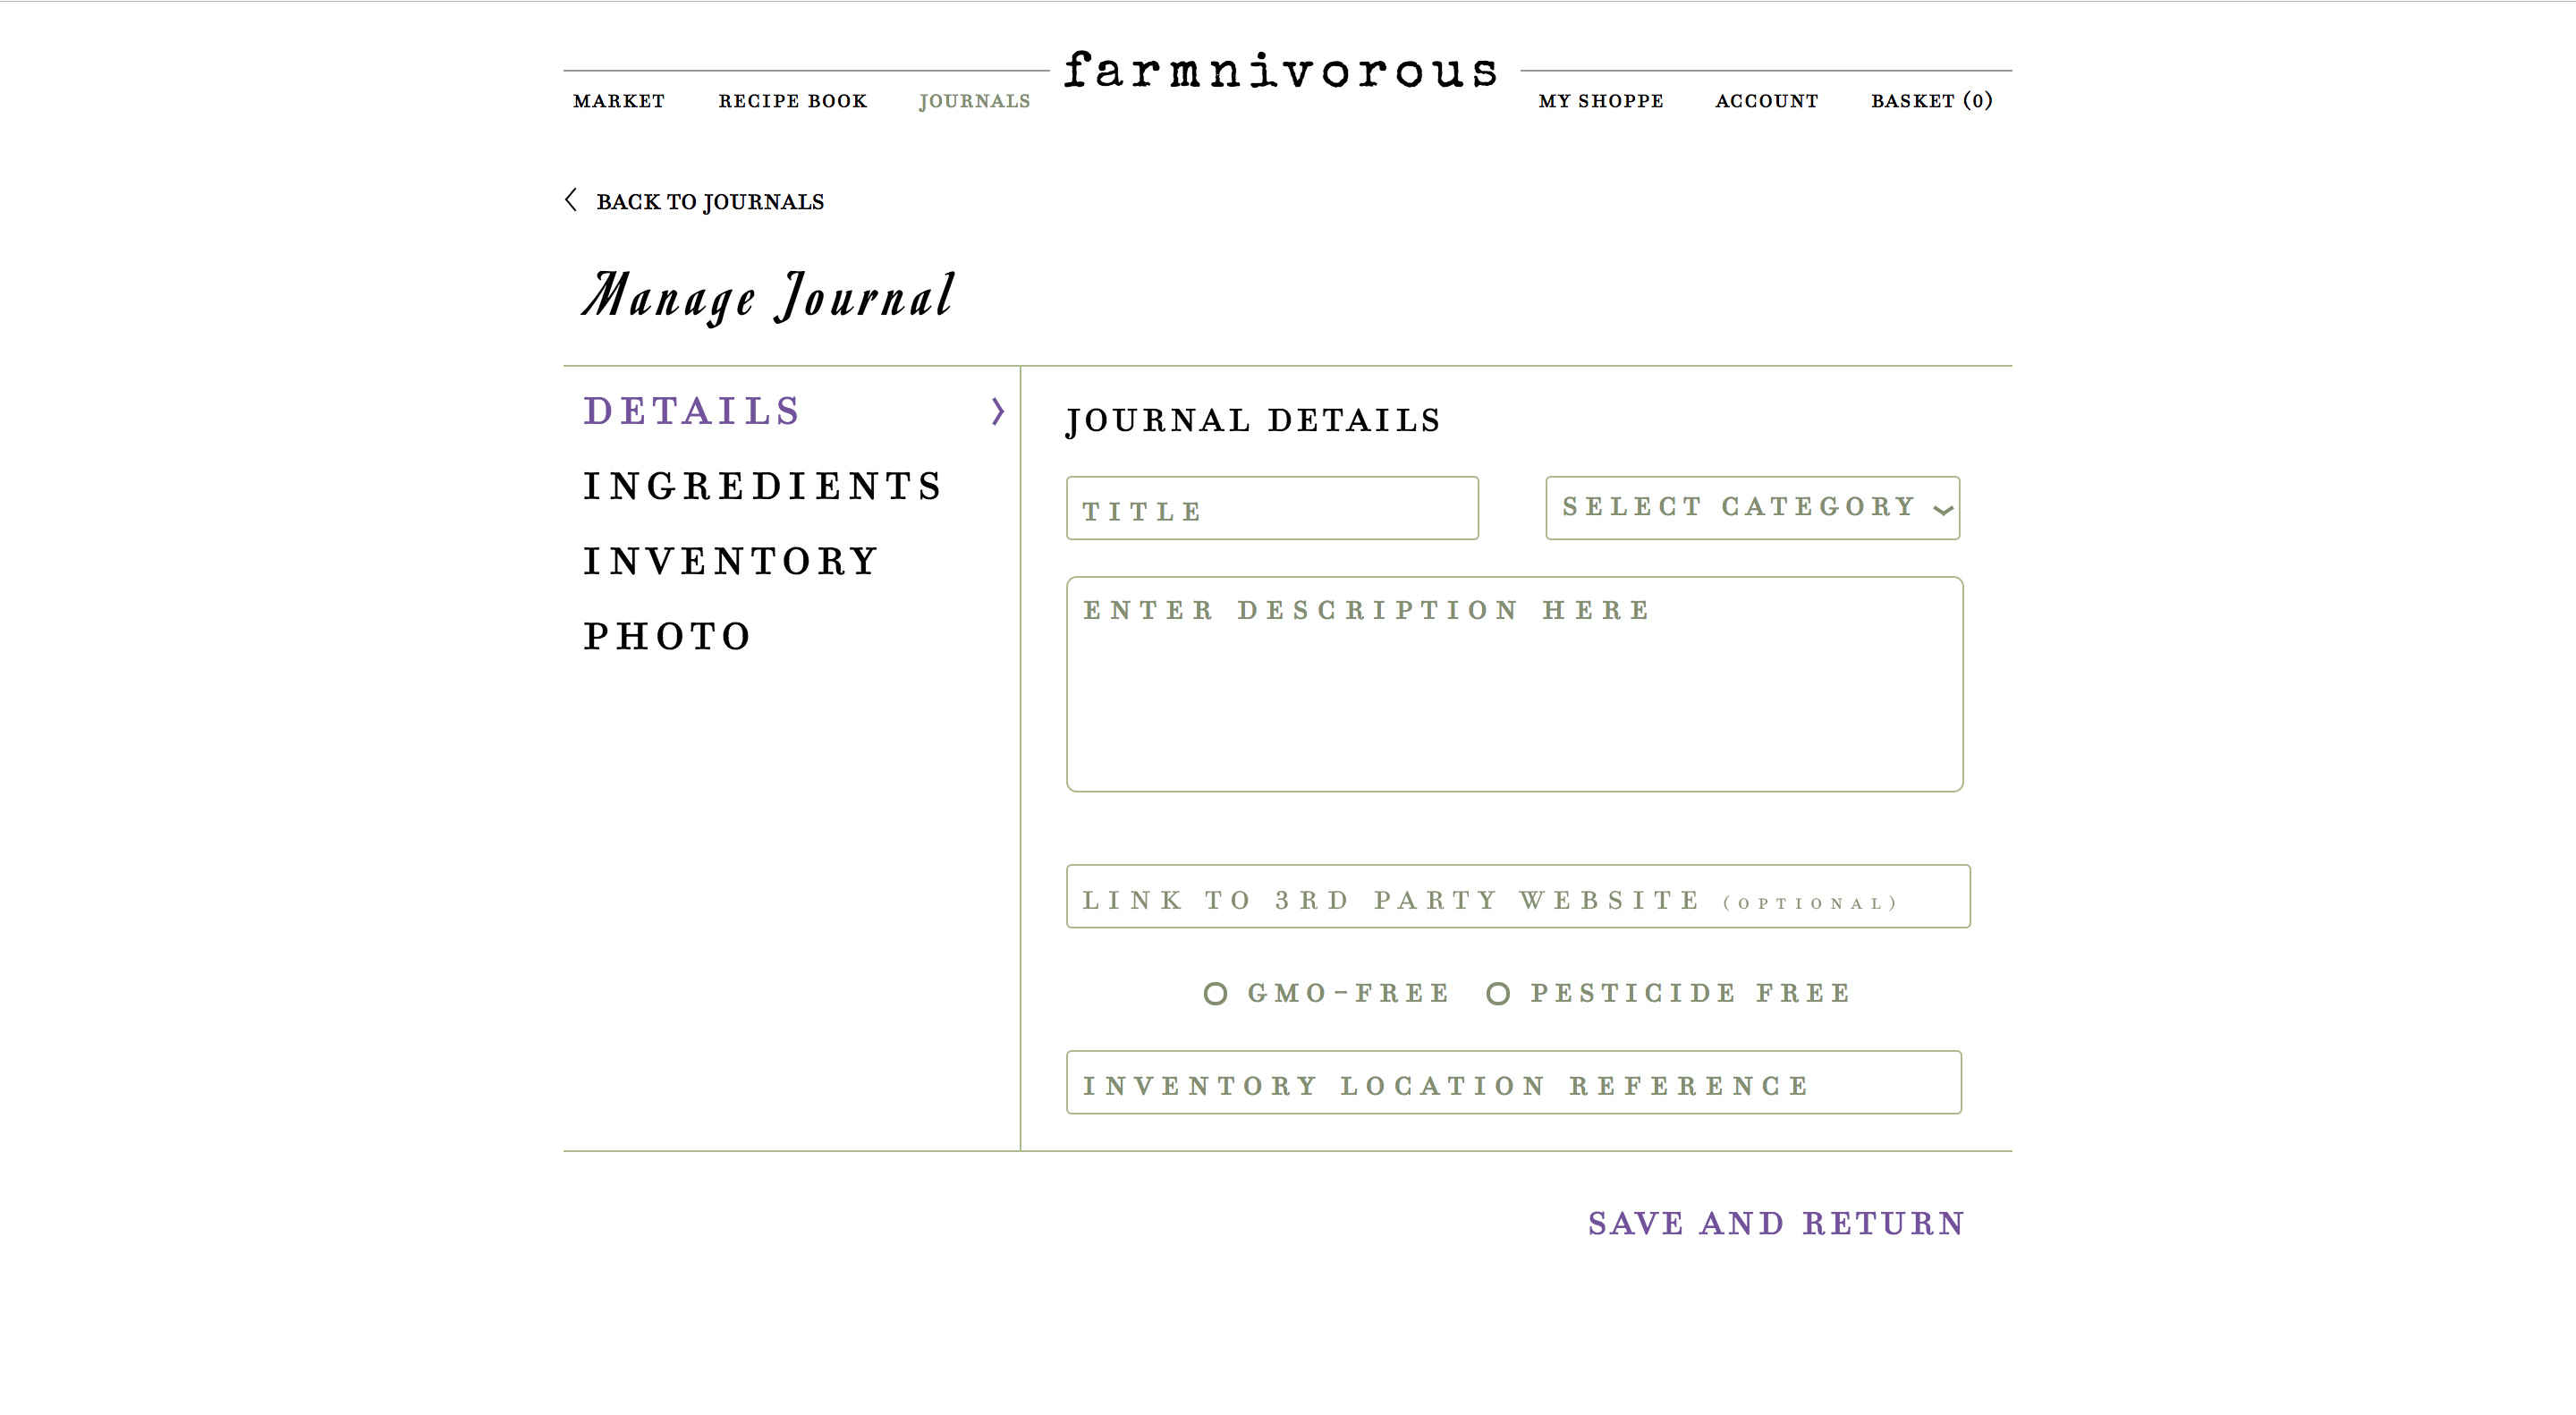 farmnivorous
MARKET RECIPE BOOK JOURNALS MY SHOPPE ACCOUNT BASKET (0)
BACK TO JOURNALS
Manage Journal
DETAILS
INGREDIENTS
INVENTORY
PHOTO
JOURNAL DETAILS
TITLE SELECT CATEGORY
ENTER DESCRIPTION HERE
LINK TO 3RD PARTY WEBSITE (OPTIONAL)
GMO-FREE PESTICIDE FREE
INVENTORY LOCATION REFERENCE
SAVE AND RETURN